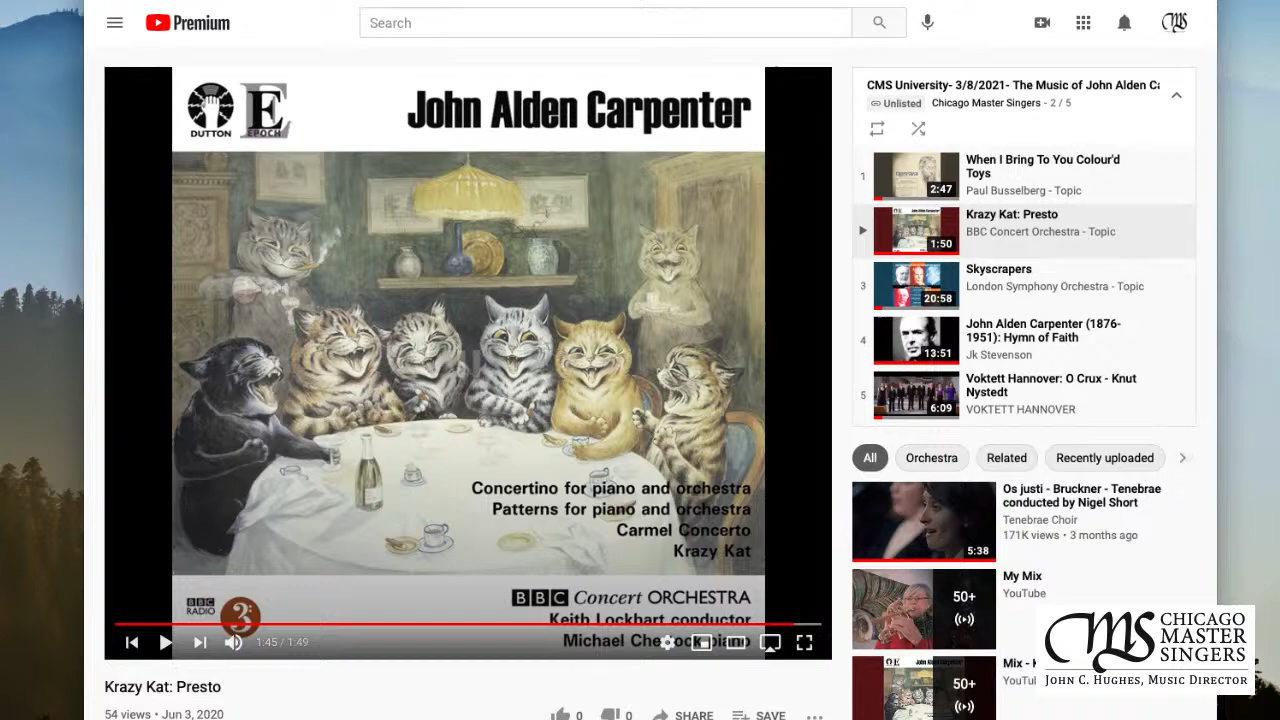 Premium
Search
CMS
DUTTON
E
EPOCH
John Alden Carpenter
Concertino for piano and orchestra
Patterns for piano and orchestra
Carmel Concerto
Krazy Kat
BBC
RADIO
3
BBC Concert ORCHESTRA
Keith Lockhart conductor
1:45 / 1:49
Krazy Kat: Presto
54 views • Jun 3, 2020
0
0
SHARE
SAVE
CMS University- 3/8/2021- The Music of John Alden
Unlisted
Chicago Master Singers - 2 / 5
1
2:47
When I Bring To You Colour'd
Toys
Paul Busselberg - Topic
1:50
Krazy Kat: Presto
BBC Concert Orchestra - Topic
3
20:58
Skyscrapers
London Symphony Orchestra - Topic
4
13:51
John Alden Carpenter (1876-
1951): Hymn of Faith
Jk Stevenson
5
6:09
Voktett Hannover: O Crux - Knut
Nystedt
VOKTETT HANNOVER
All
Orchestra
Related
Recently uploaded
5:38
Os justi - Bruckner - Tenebrae
conducted by Nigel Short
Tenebrae Choir
171K views • 3 months ago
50+
My Mix
YouTube
50+
John Alden Carpenter
Mix -
CMS
CHICAGO
MASTER
SINGERS
JOHN C. HUGHES, MUSIC DIRECTOR